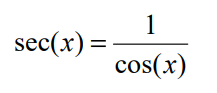 sec(x) = 1/cos(x)